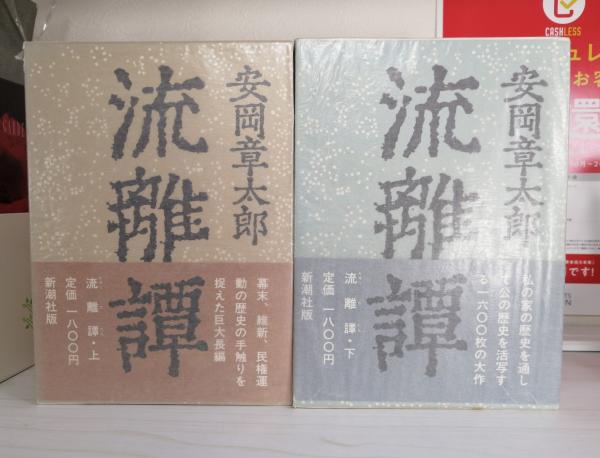 安岡章太郎
流離譚
幕末、維新、民権運
動の歴史の手触りを
捉えた巨大長編
流離譚・上
定価 一八〇〇円
新潮社版
安岡章太郎
流離譚
私の家の歴史を通し
て公の歴史を活写す
る一六〇〇枚の大作
流離譚・下
定価 一八〇〇円
新潮社版
CASHLESS
です!